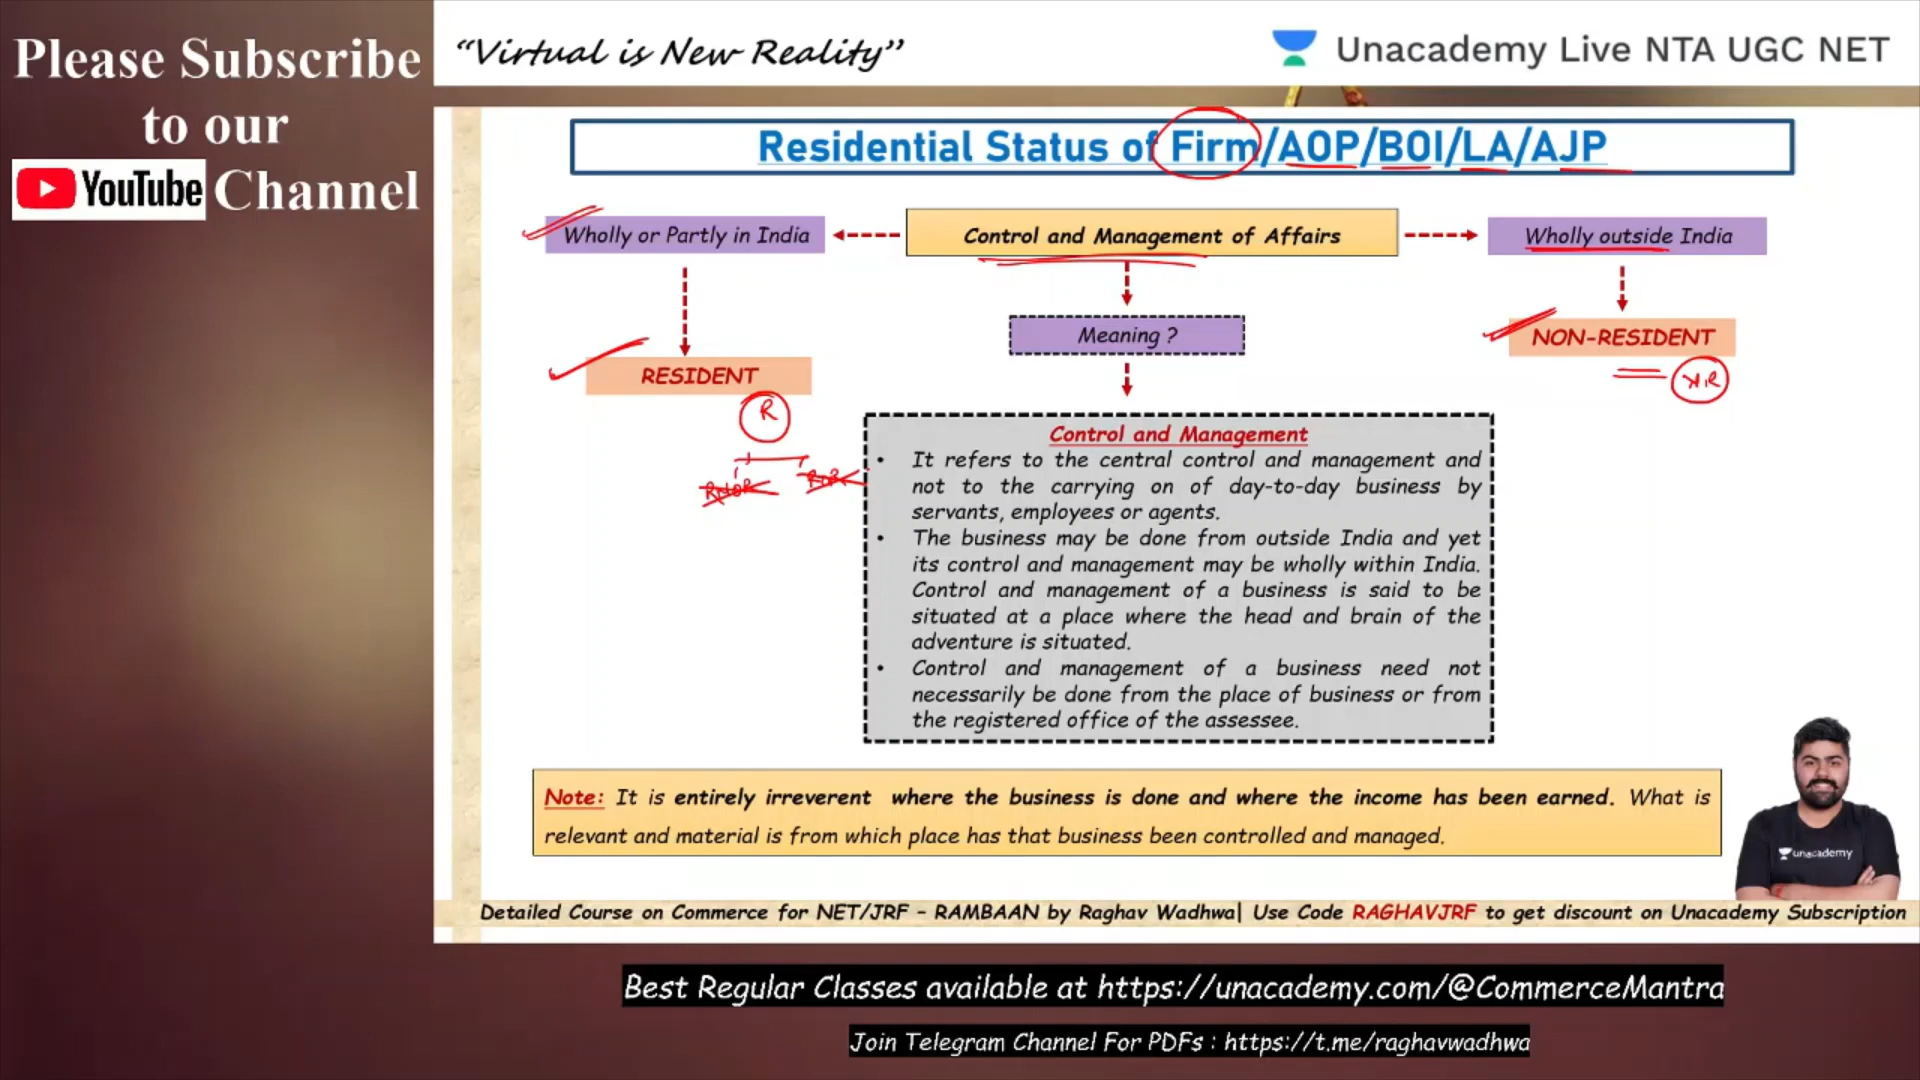 Please Subscribe
to our
YouTube Channel
“Virtual is New Reality”
Unacademy Live NTA UGC NET
Residential Status of Firm/AOP/BOI/LA/AJP
Wholly or Partly in India
Control and Management of Affairs
Wholly outside India
Meaning ?
NON-RESIDENT
RESIDENT
R
Control and Management
• It refers to the central control and management and
not to the carrying on of day-to-day business by
servants, employees or agents.
• The business may be done from outside India and yet
its control and management may be wholly within India.
Control and management of a business is said to be
situated at a place where the head and brain of the
adventure is situated.
• Control and management of a business need not
necessarily be done from the place of business or from
the registered office of the assessee.
Note: It is entirely irreverent where the business is done and where the income has been earned. What is
relevant and material is from which place has that business been controlled and managed.
unacademy
Detailed Course on Commerce for NET/JRF – RAMBAAN by Raghav Wadhwa| Use Code RAGHAVJRF to get discount on Unacademy Subscription
Best Regular Classes available at https://unacademy.com/@CommerceMantra
Join Telegram Channel For PDFs : https://t.me/raghavwadhwa